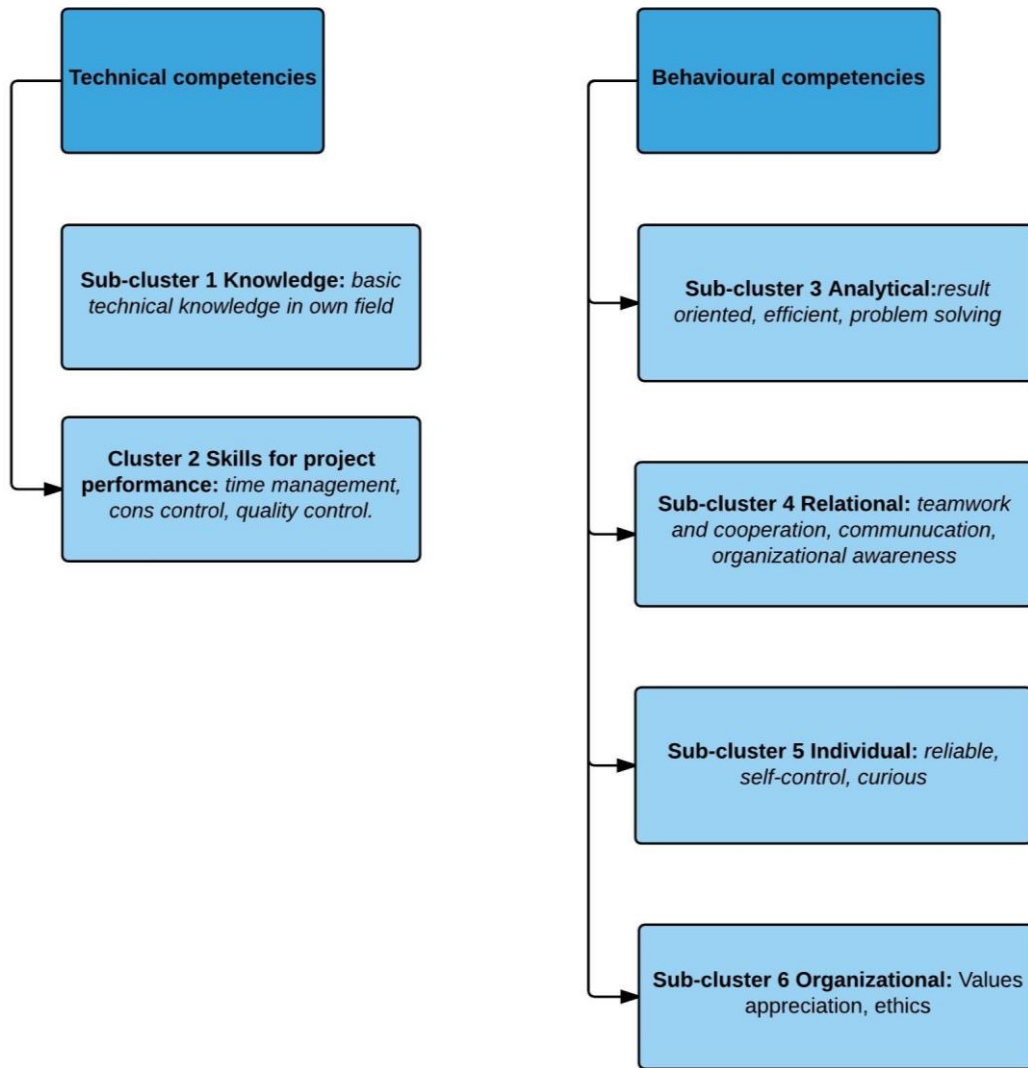 Technical competencies
Sub-cluster 1 Knowledge: basic
technical knowledge in own field
Cluster 2 Skills for project
performance: time management,
cons control, quality control.
Behavioural competencies
Sub-cluster 3 Analytical:result
oriented, efficient, problem solving
Sub-cluster 4 Relational: teamwork
and cooperation, communucation,
organizational awareness
Sub-cluster 5 Individual: reliable,
self-control, curious
Sub-cluster 6 Organizational: Values
appreciation, ethics